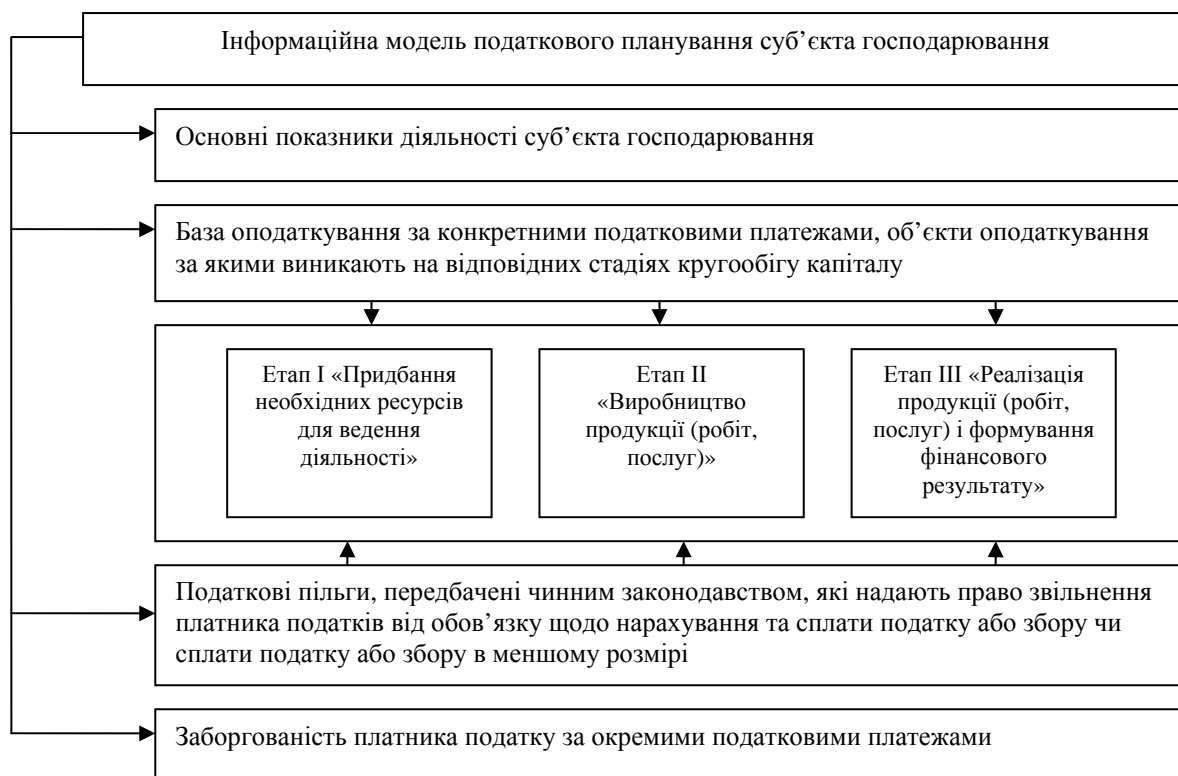 Інформаційна модель податкового планування суб’єкта господарювання
Основні показники діяльності суб’єкта господарювання
База оподаткування за конкретними податковими платежами, об’єкти оподаткування
за якими виникають на відповідних стадіях кругообігу капіталу
Етап І «Придбання
необхідних ресурсів
для ведення
діяльності»
Етап ІІ
«Виробництво
продукції (робіт,
послуг)»
Етап ІІІ «Реалізація
продукції (робіт,
послуг) і формування
фінансового
результату»
Податкові пільги, передбачені чинним законодавством, які надають право звільнення
платника податків від обов’язку щодо нарахування та сплати податку або збору чи
сплати податку або збору в меншому розмірі
Заборгованість платника податку за окремими податковими платежами